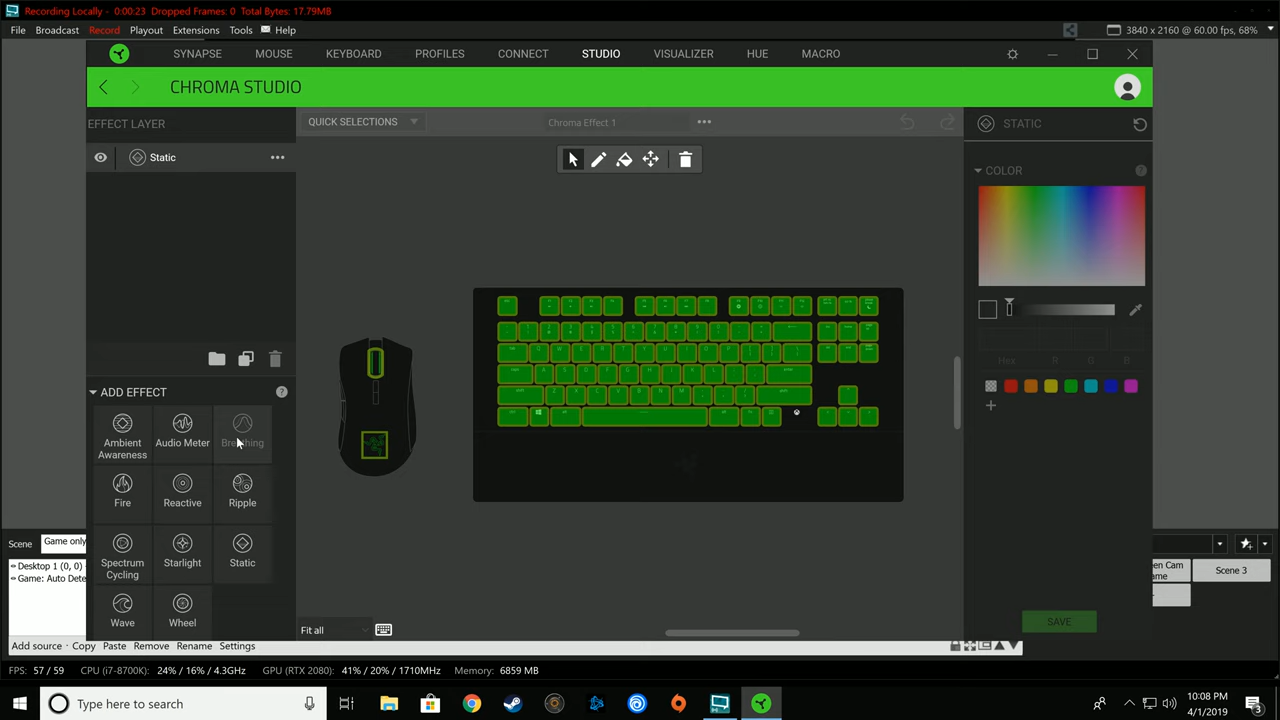 Recording Locally - 0:00:23 Dropped Frames: 0 Total Bytes: 17.79MB
File Broadcast Record Playout Extensions Tools Help
3840 x 2160 @ 60.00 fps, 68%
SYNAPSE MOUSE KEYBOARD PROFILES CONNECT STUDIO VISUALIZER HUE MACRO
CHROMA STUDIO
EFFECT LAYER
QUICK SELECTIONS
Chroma Effect 1
STATIC
Static
COLOR
Hex R G B
ADD EFFECT
Ambient Awareness
Audio Meter
Breathing
Fire
Reactive
Ripple
Spectrum Cycling
Starlight
Static
Wave
Wheel
Fit all
SAVE
Scene
Game only
Desktop 1 (0, 0)
Game: Auto Dete
een Cam
ame
Scene 3
Add source Copy Paste Remove Rename Settings
FPS: 57 / 59 CPU (i7-8700K) 24% / 16% / 4.3GHz GPU (RTX 2080): 41% / 20% / 1710MHz Memory: 6859 MB
Type here to search
10:08 PM
4/1/2019
3